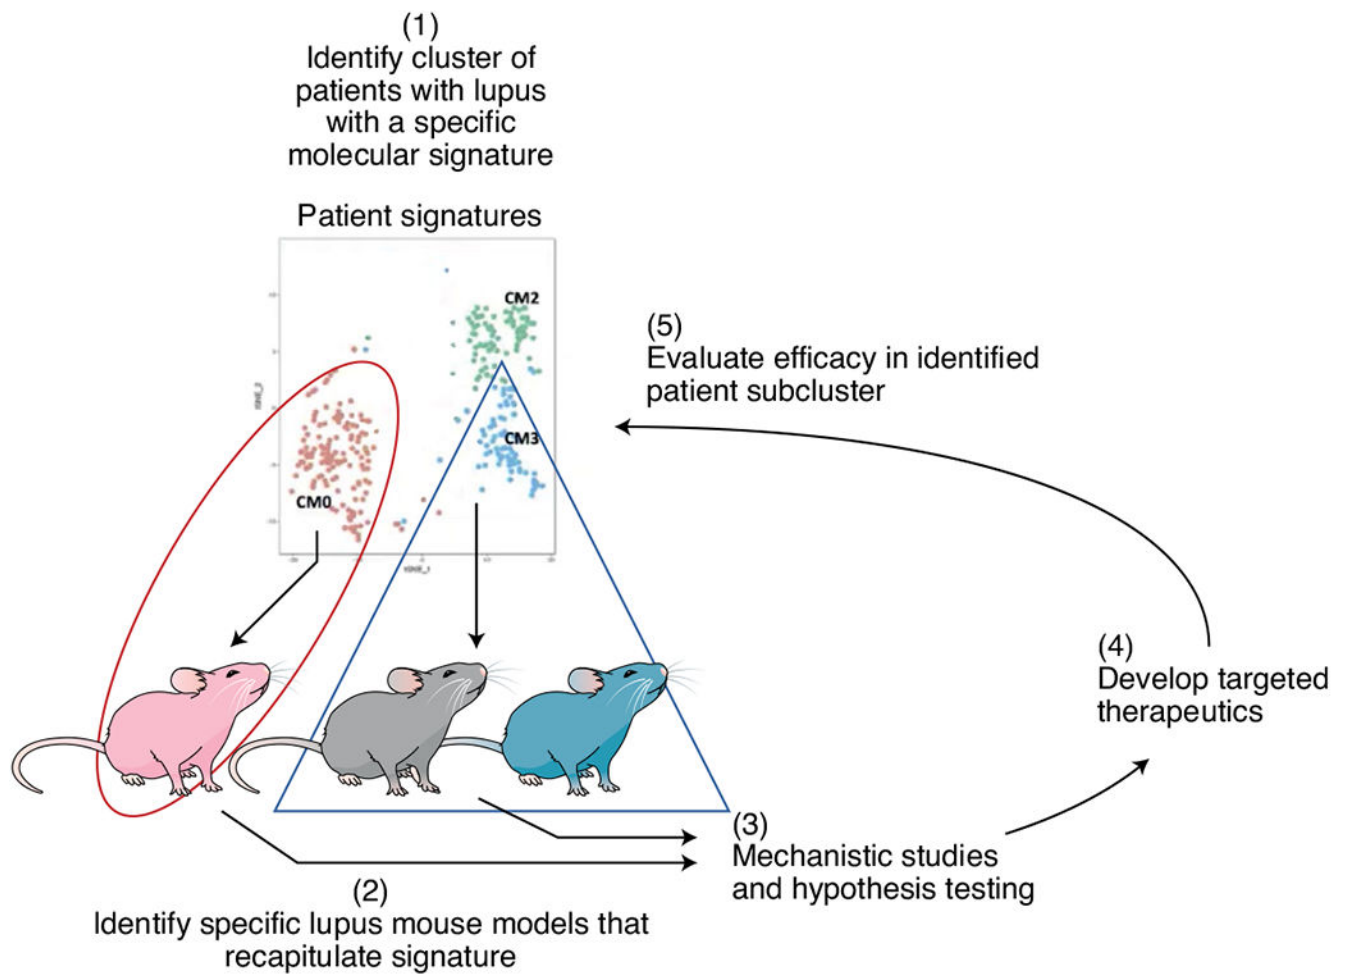 (1)
Identify cluster of
patients with lupus
with a specific
molecular signature
Patient signatures
CM2
CM3
CM0
(5)
Evaluate efficacy in identified
patient subcluster
(4)
Develop targeted
therapeutics
(3)
Mechanistic studies
and hypothesis testing
(2)
Identify specific lupus mouse models that
recapitulate signature